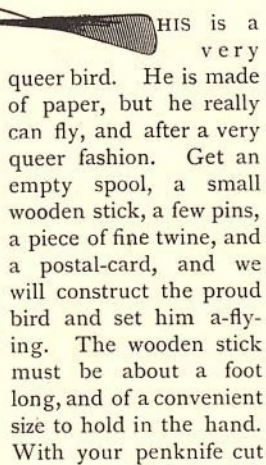 HIS is a
very
queer bird. He is made
of paper, but he really
can fly, and after a very
queer fashion. Get an
empty spool, a small
wooden stick, a few pins,
a piece of fine twine, and
a postal-card, and we
will construct the proud
bird and set him a-fly-
ing. The wooden stick
must be about a foot
long, and of a convenient
size to hold in the hand.
With your penknife cut